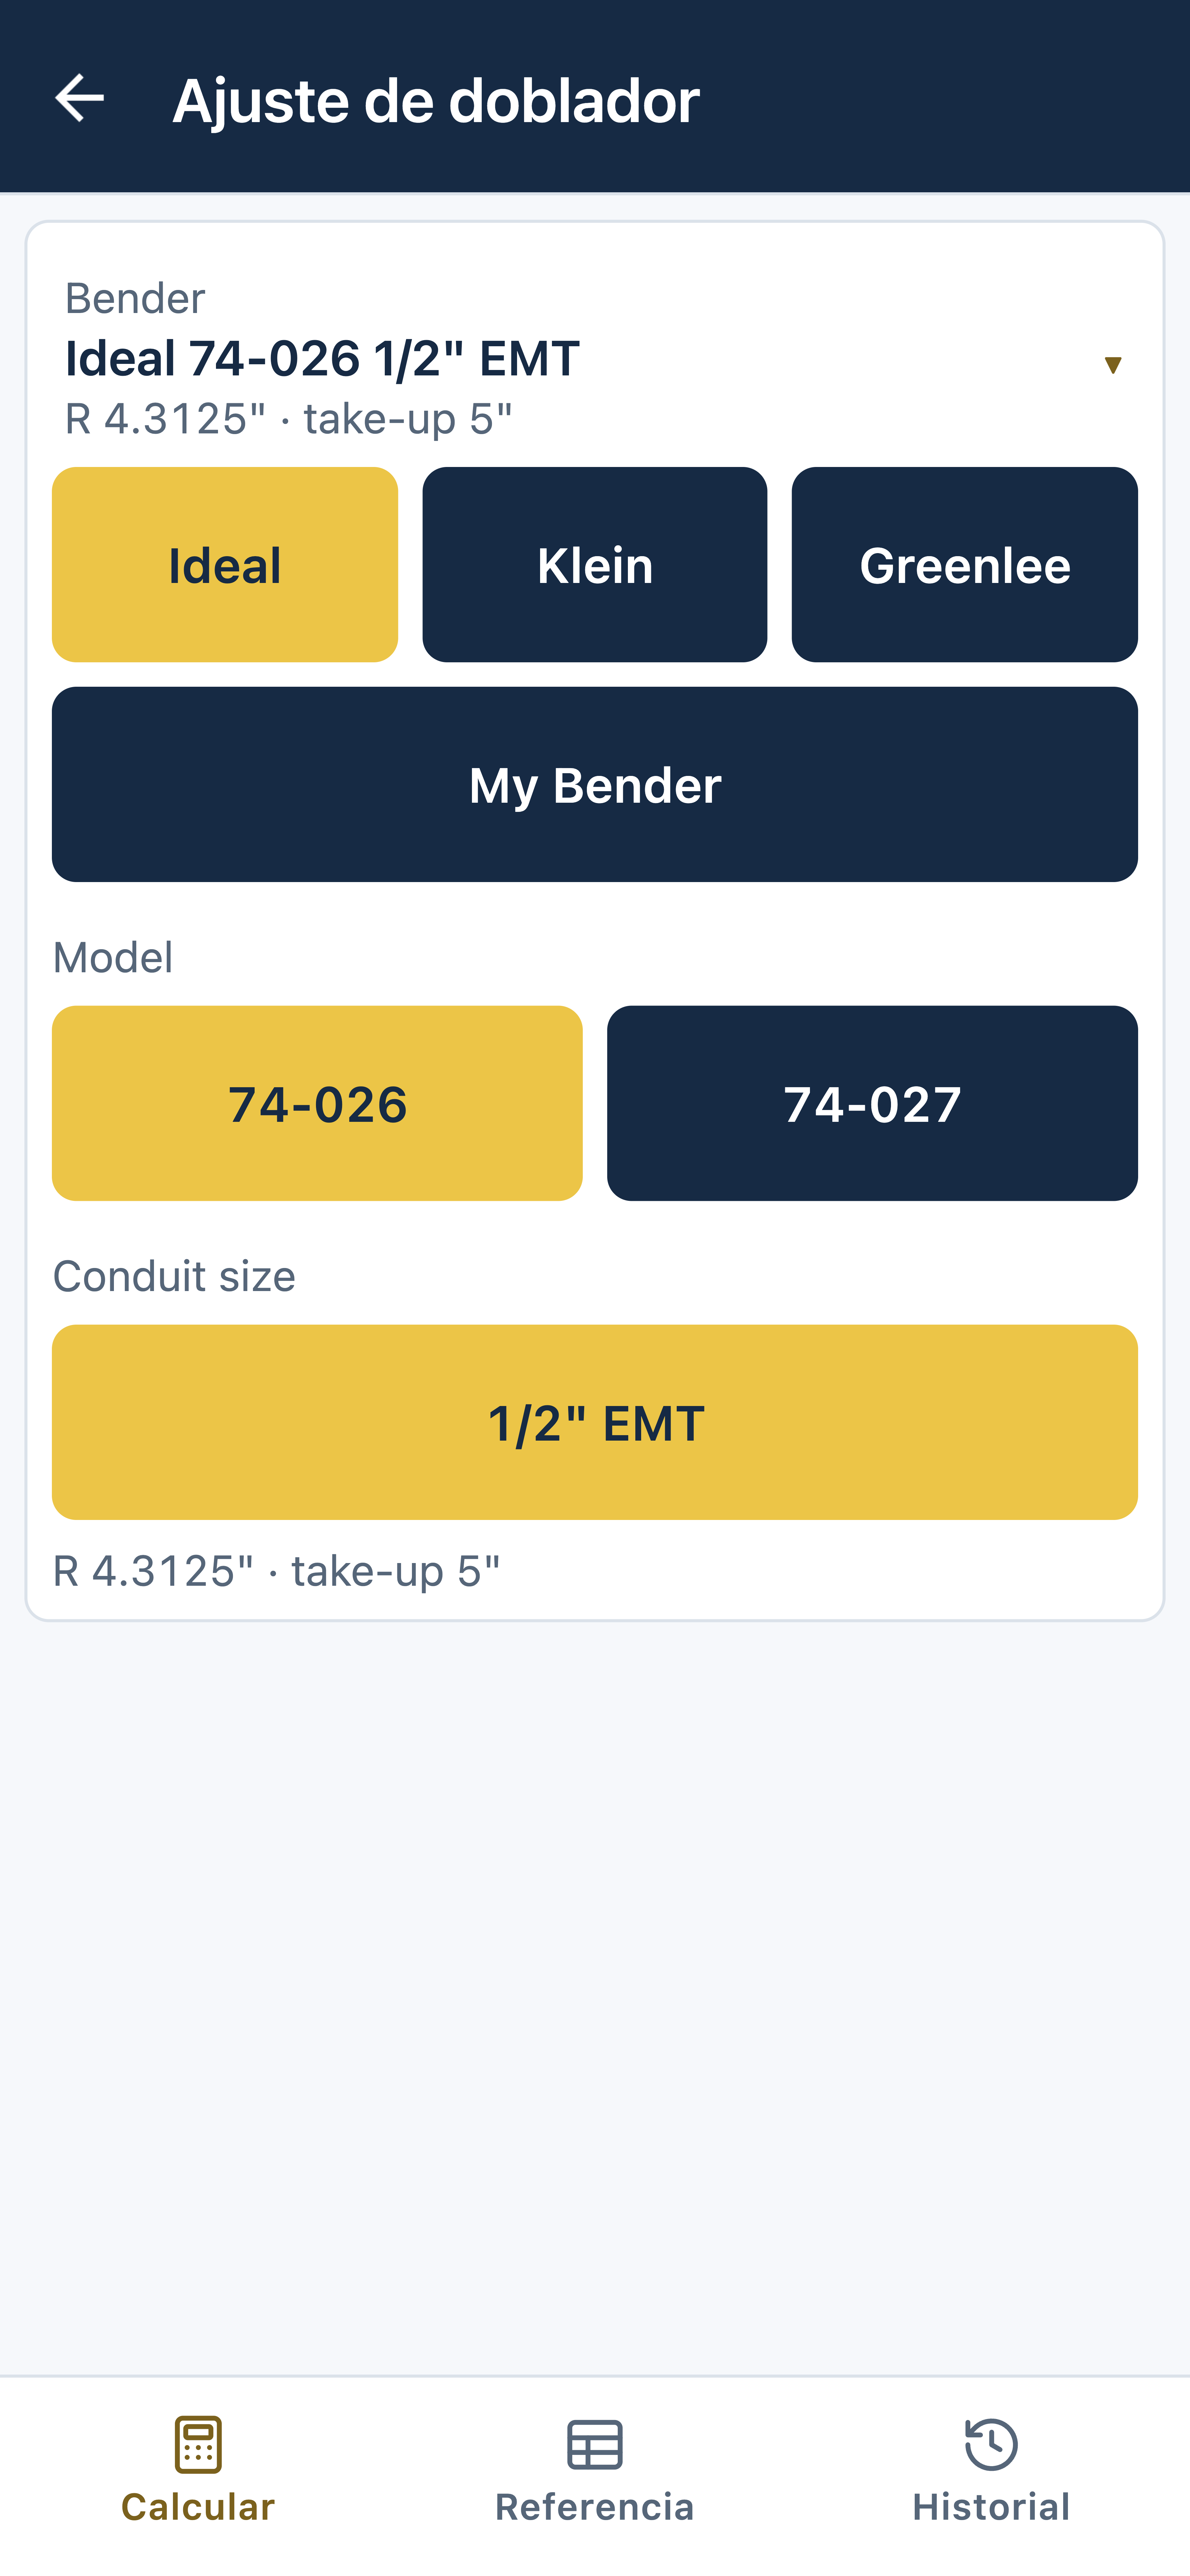 Ajuste de doblador
Bender
Ideal 74-026 1/2" EMT
R 4.3125" · take-up 5"
Ideal
Klein
Greenlee
My Bender
Model
74-026
74-027
Conduit size
1/2" EMT
R 4.3125" · take-up 5"
Calcular
Referencia
Historial